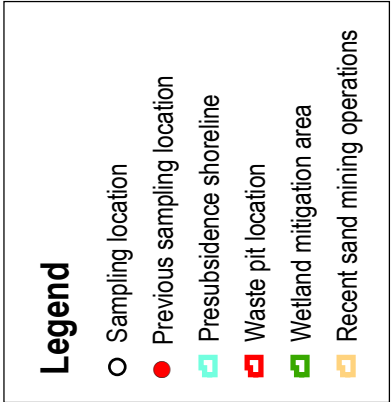 Legend
Sampling location
Previous sampling location
Presubsidence shoreline
Waste pit location
Wetland mitigation area
Recent sand mining operations